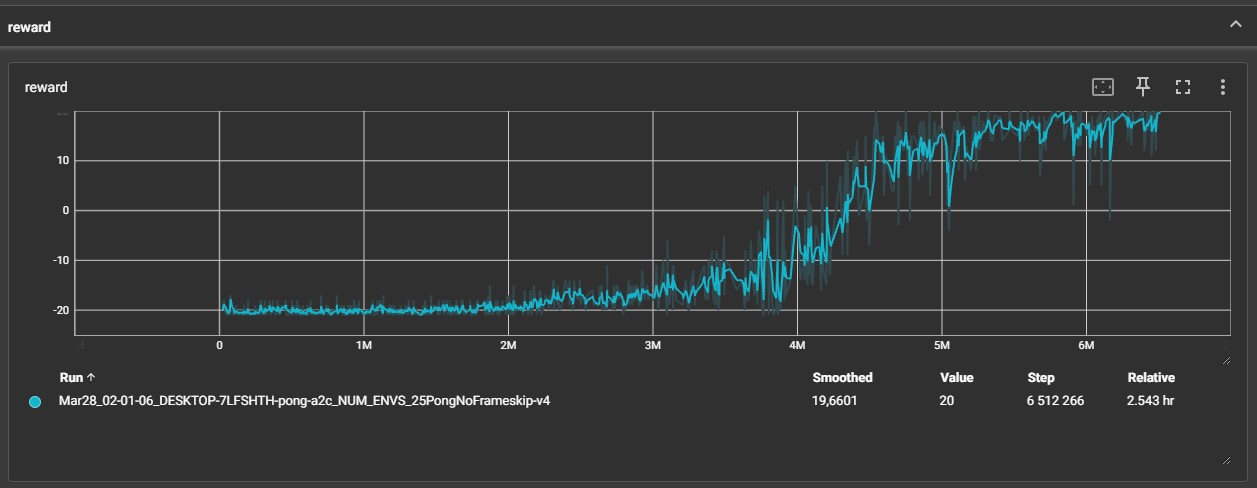 reward
reward
10
0
-10
-20
0 1M 2M 3M 4M 5M 6M
Run ↑ Smoothed Value Step Relative
Mar28_02-01-06_DESKTOP-7LFSHTH-pong-a2c_NUM_ENVS_25PongNoFrameskip-v4 19,6601 20 6 512 266 2.543 hr